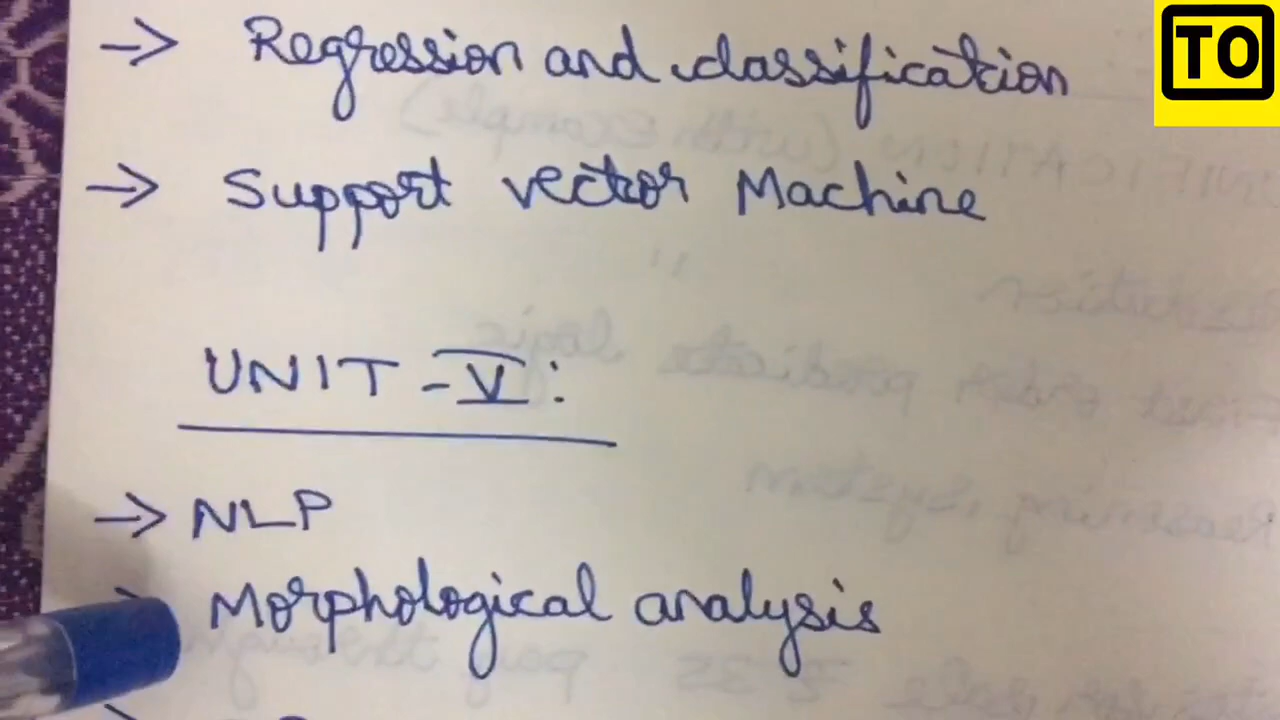 TO
→ Regression and classification
→ Support vector Machine
UNIT - V:
→ NLP
→ Morphological analysis